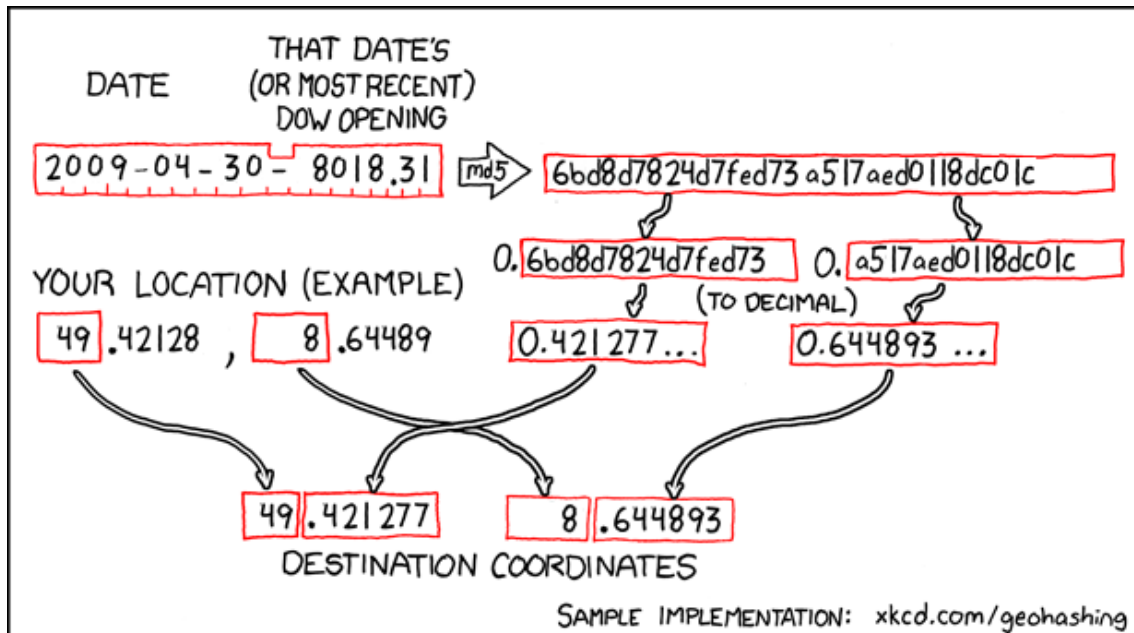 DATE
THAT DATE'S
(OR MOST RECENT)
DOW OPENING
2009-04-30-8018.31
md5
6bd8d7824d7fed73a517aed0118dc01c
0.6bd8d7824d7fed73
0.a517aed0118dc01c
(TO DECIMAL)
YOUR LOCATION (EXAMPLE)
49.42128, 8.64489
0.421277...
0.644893...
49.421277
8.644893
DESTINATION COORDINATES
SAMPLE IMPLEMENTATION: xkcd.com/geohashing